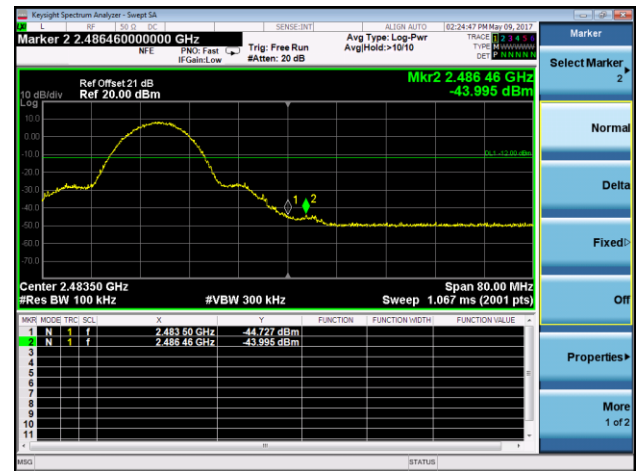 Keysight Spectrum Analyzer - Swept SA
L RF 50 Ω DC SENSE:INT ALIGN AUTO 02:24:47 PM May 09, 2017
Marker 2 2.486460000000 GHz
NFE
PNO: Fast
IFGain:Low
Trig: Free Run
#Atten: 20 dB
Avg Type: Log-Pwr
Avg|Hold:>10/10
TRACE 1 2 3 4 5 6
TYPE M WWWWW
DET P N N N N N
Ref Offset 21 dB
10 dB/div Ref 20.00 dBm
Log
Mkr2 2.486 46 GHz
-43.995 dBm
10.0
0.00
-10.0
DL1 -12.00 dBm
-20.0
-30.0
-40.0
1 2
-50.0
-60.0
-70.0
Center 2.48350 GHz Span 80.00 MHz
#Res BW 100 kHz #VBW 300 kHz Sweep 1.067 ms (2001 pts)
MKR MODE TRC SCL X Y FUNCTION FUNCTION WIDTH FUNCTION VALUE
1 N 1 f 2.483 50 GHz -44.727 dBm
2 N 1 f 2.486 46 GHz -43.995 dBm
3
4
5
6
7
8
9
10
11
MSG STATUS
Marker
Select Marker
2
Normal
Delta
Fixed
Off
Properties
More
1 of 2